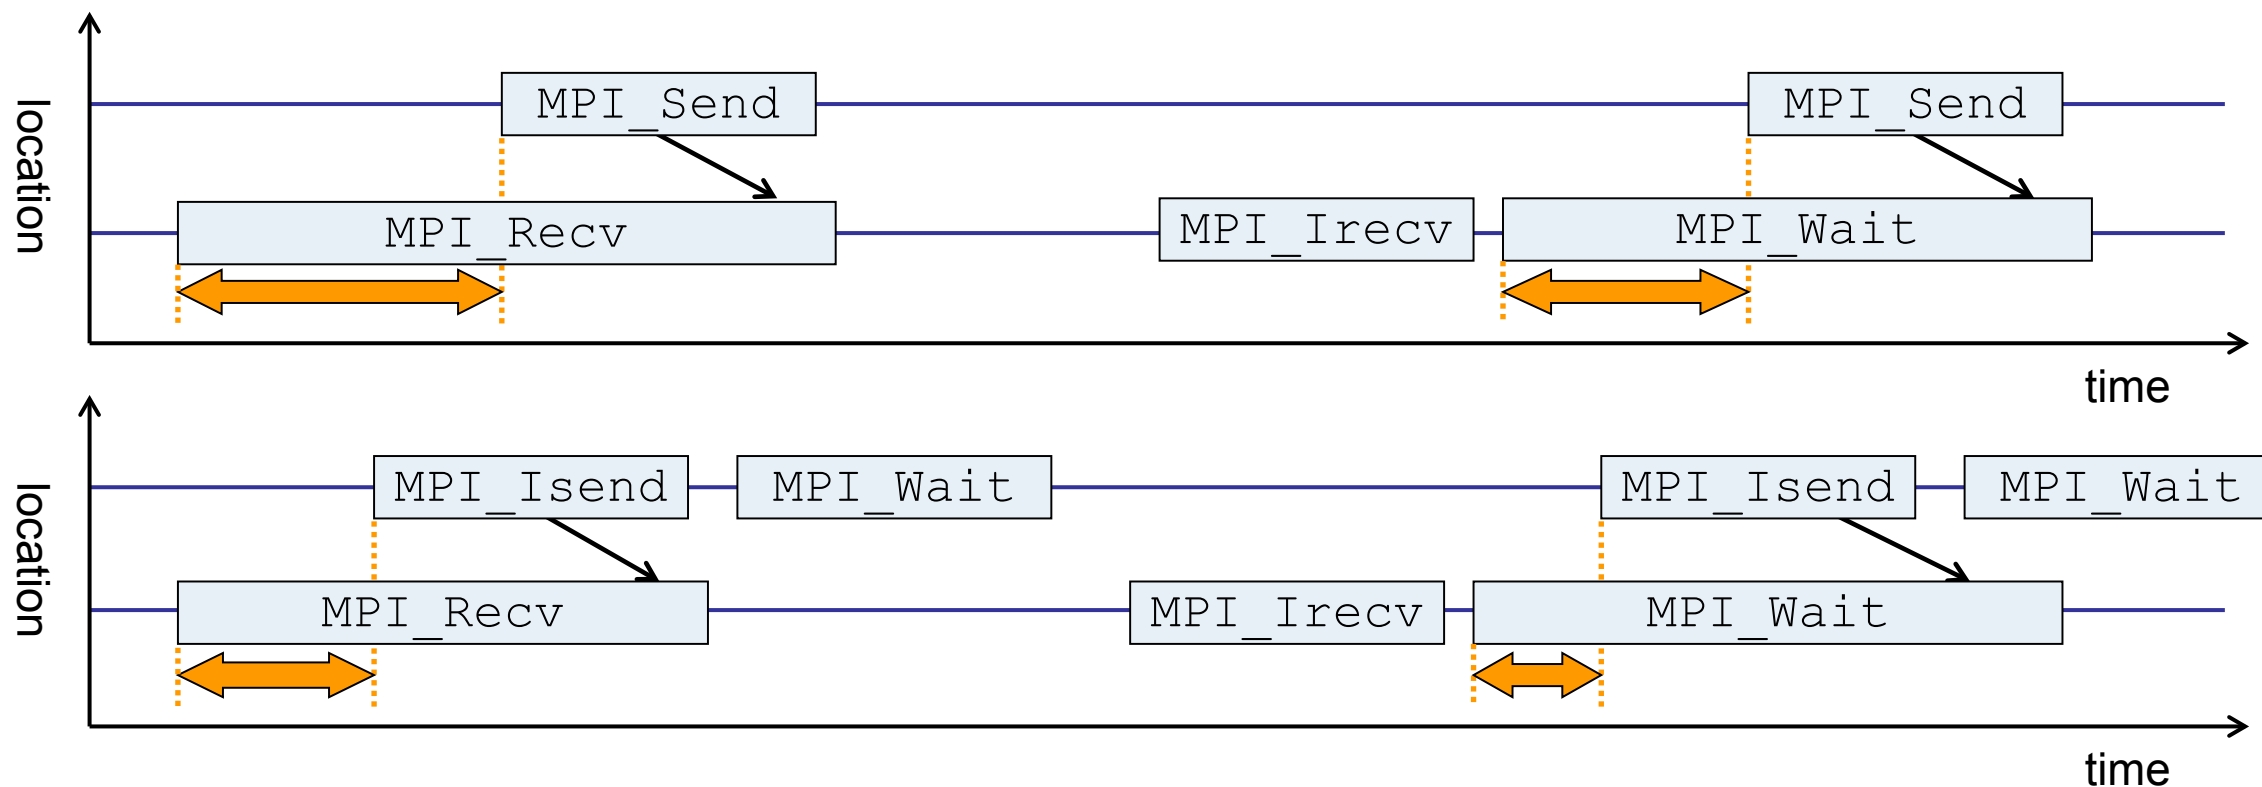 location
MPI_Send
MPI_Send
MPI_Recv
MPI_Irecv
MPI_Wait
time
location
MPI_Isend
MPI_Wait
MPI_Isend
MPI_Wait
MPI_Recv
MPI_Irecv
MPI_Wait
time